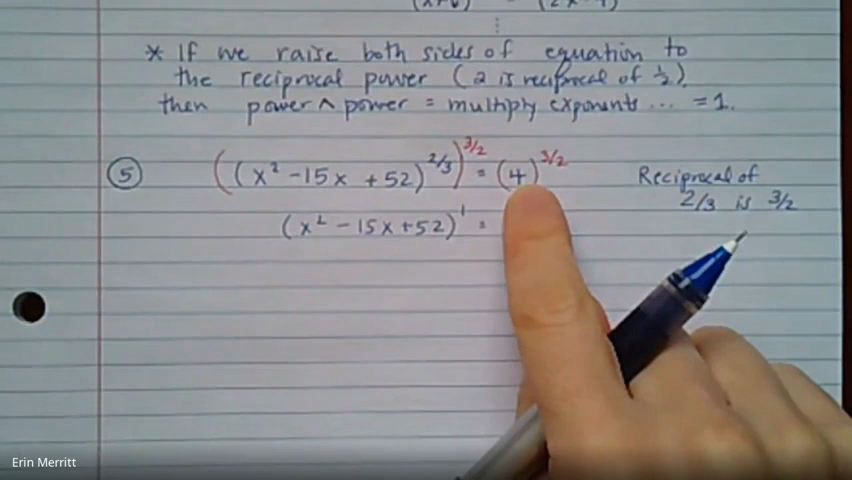 * If we raise both sides of equation to
the reciprocal power (2 is reciprocal of 1/2),
then power ^ power = multiply exponents ... = 1.
⑤ ((x² - 15x + 52)^2/3)^3/2 = (4)^3/2
Reciprocal of
2/3 is 3/2
(x² - 15x + 52)^1 =
Erin Merritt